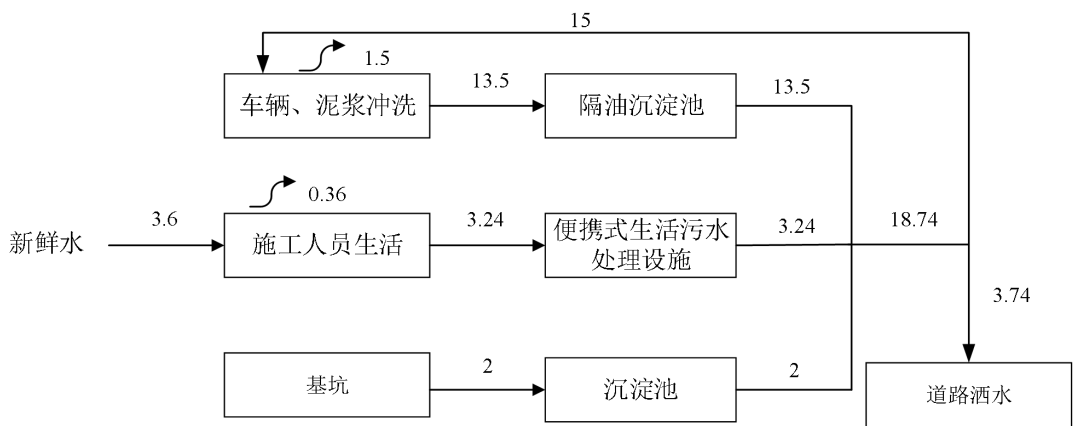 15
1.5
车辆、泥浆冲洗
13.5
隔油沉淀池
13.5
0.36
新鲜水
3.6
施工人员生活
3.24
便携式生活污水
处理设施
3.24
18.74
3.74
基坑
2
沉淀池
2
道路洒水